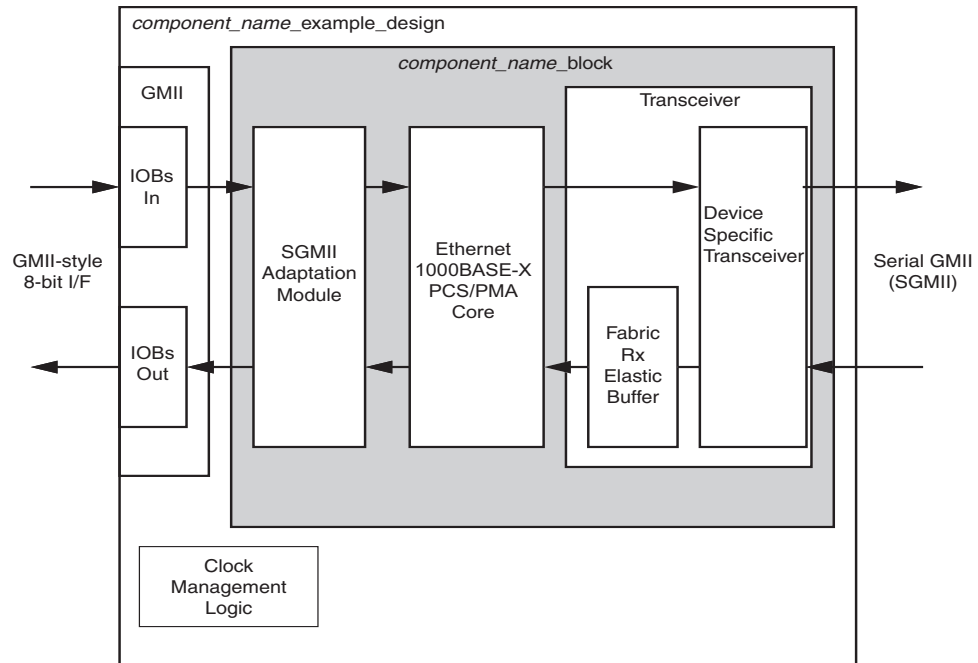 component_name_example_design
component_name_block
GMII
Transceiver
IOBs
In
GMII-style
8-bit I/F
IOBs
Out
SGMII
Adaptation
Module
Ethernet
1000BASE-X
PCS/PMA
Core
Fabric
Rx
Elastic
Buffer
Device
Specific
Transceiver
Serial GMII
(SGMII)
Clock
Management
Logic